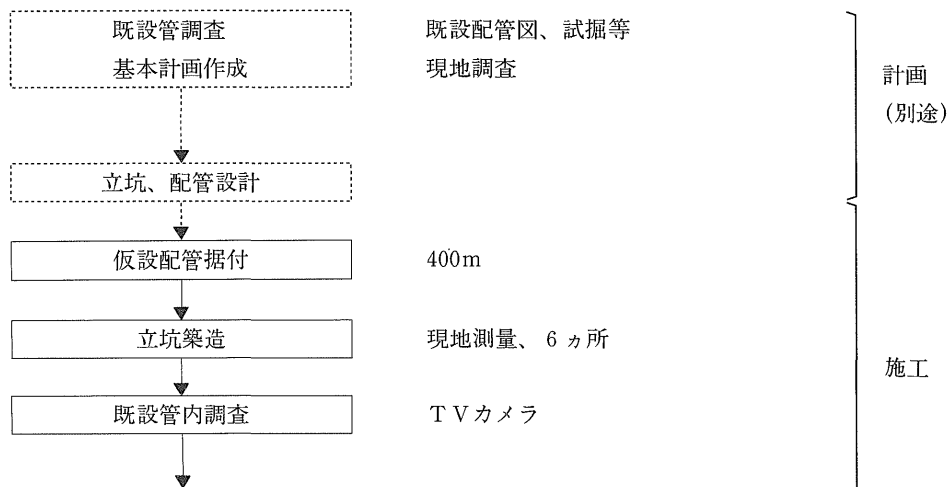 既設管調査 既設配管図、試掘等
基本計画作成 現地調査
計画
(別途)
立坑、配管設計
仮設配管据付 400m
立坑築造 現地測量、6ヵ所
施工
既設管内調査 TVカメラ